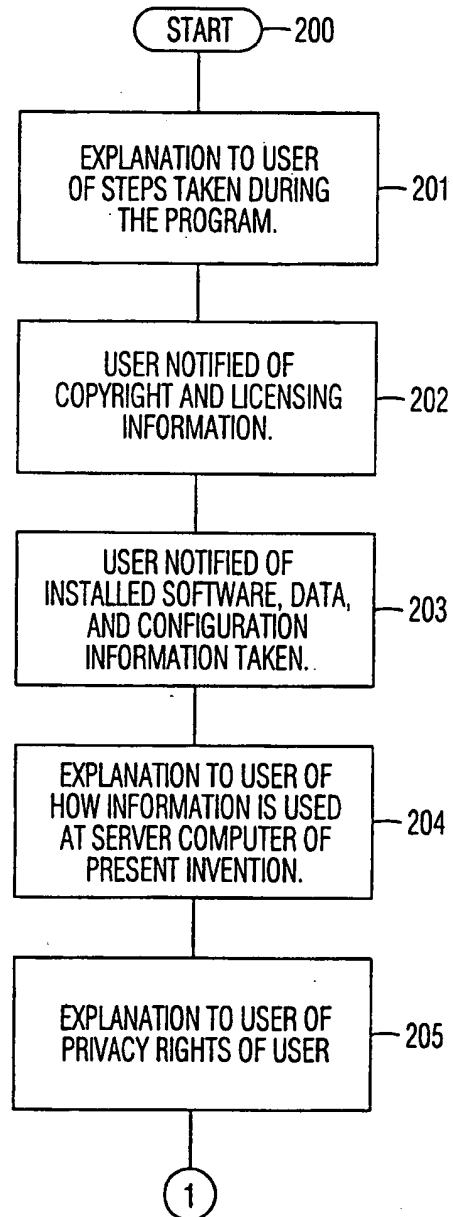 START
200
EXPLANATION TO USER
OF STEPS TAKEN DURING
THE PROGRAM.
201
USER NOTIFIED OF
COPYRIGHT AND LICENSING
INFORMATION.
202
USER NOTIFIED OF
INSTALLED SOFTWARE, DATA,
AND CONFIGURATION
INFORMATION TAKEN.
203
EXPLANATION TO USER OF
HOW INFORMATION IS USED
AT SERVER COMPUTER OF
PRESENT INVENTION.
204
EXPLANATION TO USER OF
PRIVACY RIGHTS OF USER
205
1